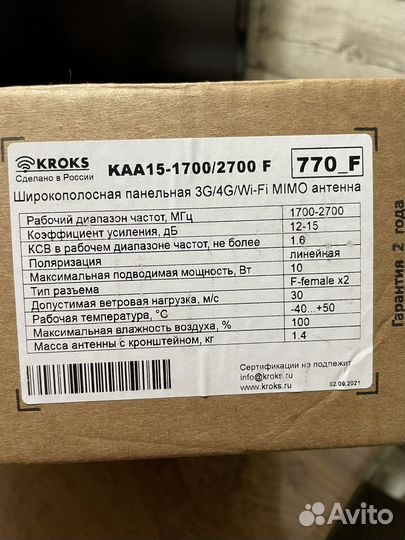 KROKS
Сделано в России
КАА15-1700/2700 F
770_F
Широкополосная панельная 3G/4G/Wi-Fi MIMO антенна
Рабочий диапазон частот, МГц 1700-2700
Коэффициент усиления, дБ 12-15
КСВ в рабочем диапазоне частот, не более 1.6
Поляризация линейная
Максимальная подводимая мощность, Вт 10
Тип разъема F-female x2
Допустимая ветровая нагрузка, м/с 30
Рабочая температура, °С -40...+50
Максимальная влажность воздуха, % 100
Масса антенны с кронштейном, кг 1.4
Сертификации не подлежит
info@kroks.ru
www.kroks.ru
02.09.2021
Гарантия 2 года
Avito